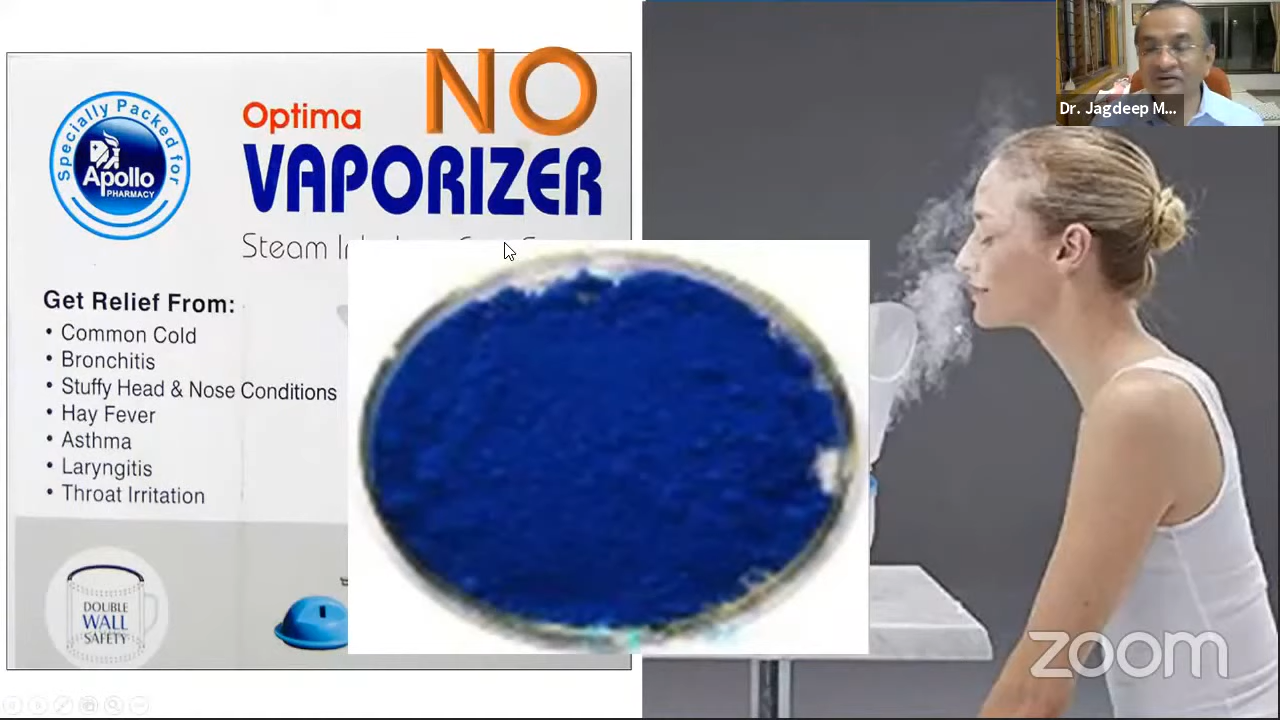 Specially Packed for
Apollo
PHARMACY
NO
Optima
VAPORIZER
Steam
Get Relief From:
• Common Cold
• Bronchitis
• Stuffy Head & Nose Conditions
• Hay Fever
• Asthma
• Laryngitis
• Throat Irritation
DOUBLE
WALL
SAFETY
Dr. Jagdeep M...
zoom